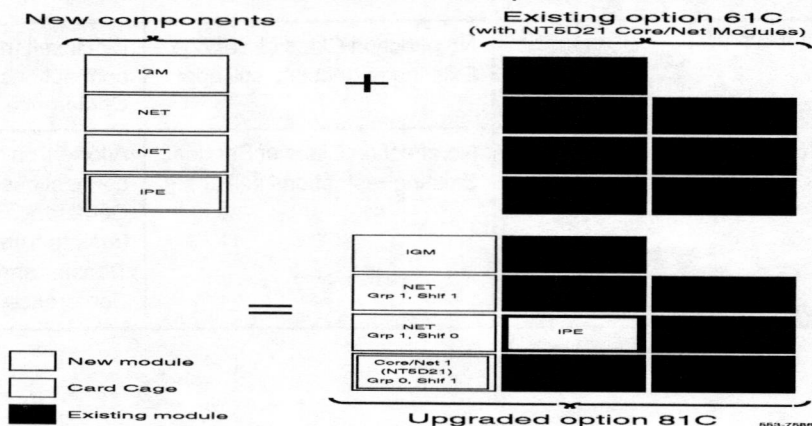 New components
Existing option 61C
(with NT5D21 Core/Net Modules)
IGM
NET
NET
IPE
+
IGM
NET
Grp 1, Shlf 1
NET
Grp 1, Shlf 0
IPE
Core/Net 1
(NT5D21)
Grp 0, Shlf 1
=
New module
Card Cage
Existing module
Upgraded option 81C